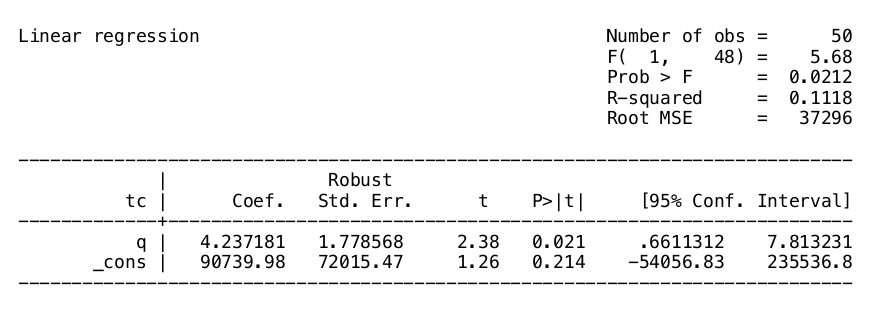 Linear regression Number of obs = 50
F( 1, 48) = 5.68
Prob > F = 0.0212
R-squared = 0.1118
Root MSE = 37296
Robust
tc | Coef. Std. Err. t P>|t| [95% Conf. Interval]
q | 4.237181 1.778568 2.38 0.021 .6611312 7.813231
_cons | 90739.98 72015.47 1.26 0.214 -54056.83 235536.8